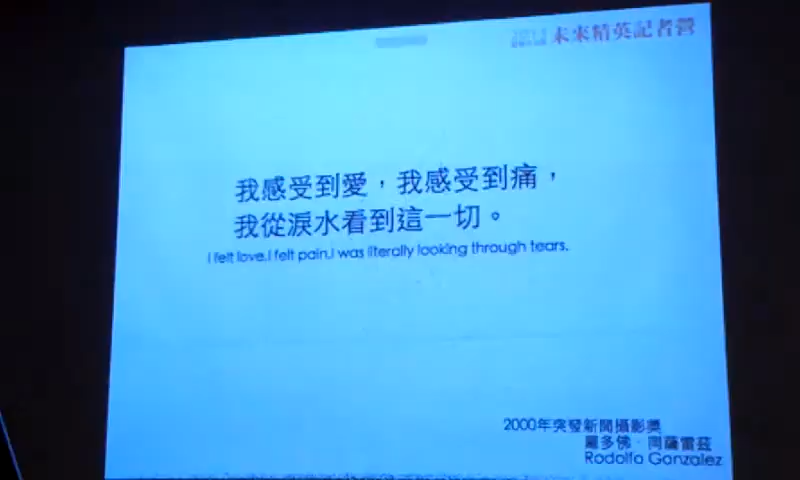 未來精英記者營
我感受到愛，我感受到痛，
我從淚水看到這一切。
I felt love.I felt pain.I was literally looking through tears.
2000年突發新聞攝影獎
羅多佛·岡薩雷茲
Rodolfo Gonzalez